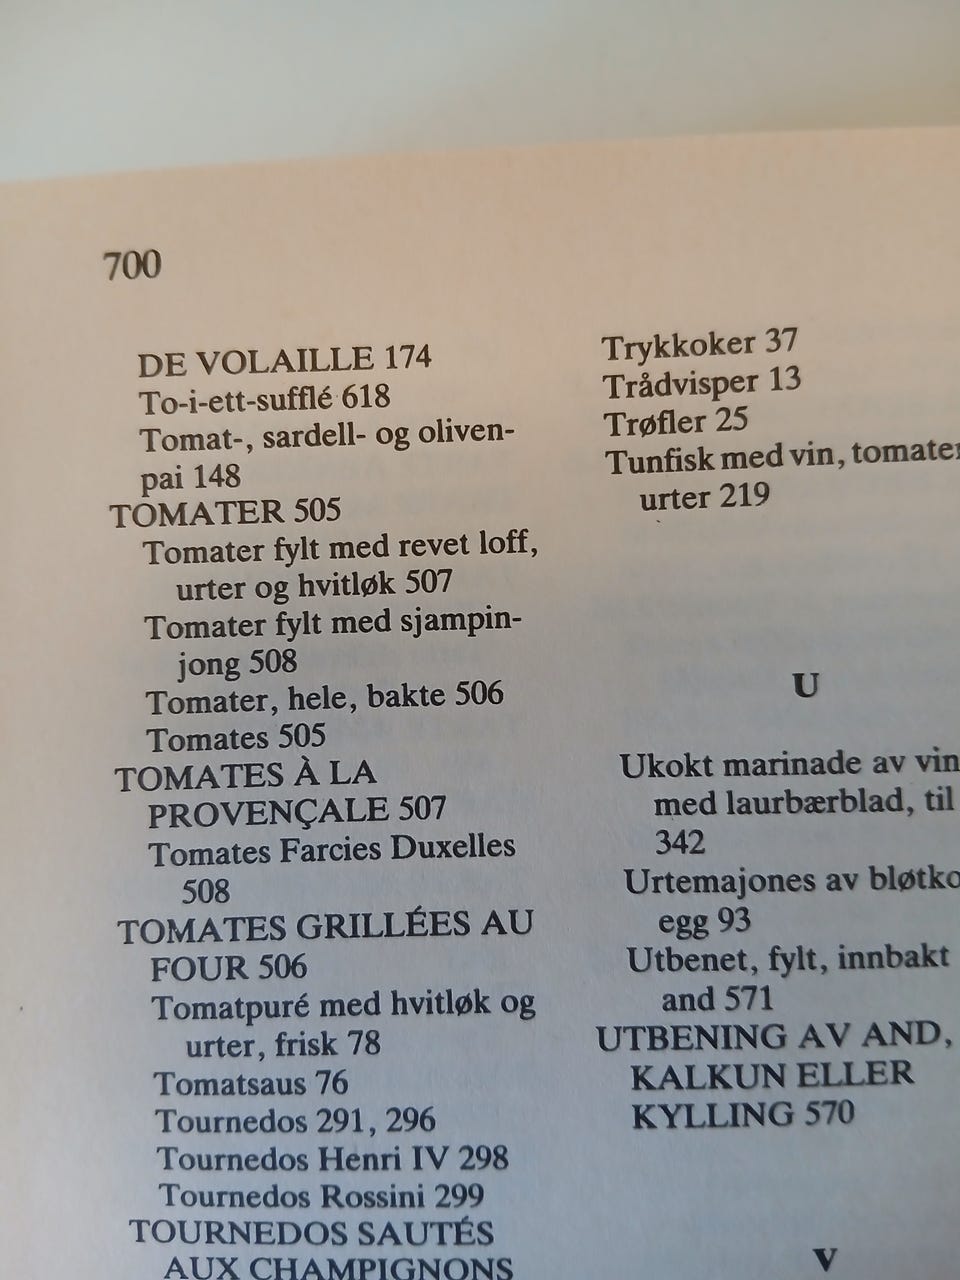 700
DE VOLAILLE 174
To-i-ett-sufflé 618
Tomat-, sardell- og oliven-
pai 148
TOMATER 505
Tomater fylt med revet loff,
urter og hvitløk 507
Tomater fylt med sjampin-
jong 508
Tomater, hele, bakte 506
Tomates 505
TOMATES À LA
PROVENÇALE 507
Tomates Farcies Duxelles
508
TOMATES GRILLÉES AU
FOUR 506
Tomatpuré med hvitløk og
urter, frisk 78
Tomatsaus 76
Tournedos 291, 296
Tournedos Henri IV 298
Tournedos Rossini 299
TOURNEDOS SAUTÉS
AUX CHAMPIGNONS
Trykkoker 37
Trådvisper 13
Trøfler 25
Tunfisk med vin, tomater
urter 219
U
Ukokt marinade av vin
med laurbærblad, til
342
Urtemajones av
egg 93
Utbenet, fylt, innbakt
and 571
UTBENING AV AND,
KALKUN ELLER
KYLLING 570
V